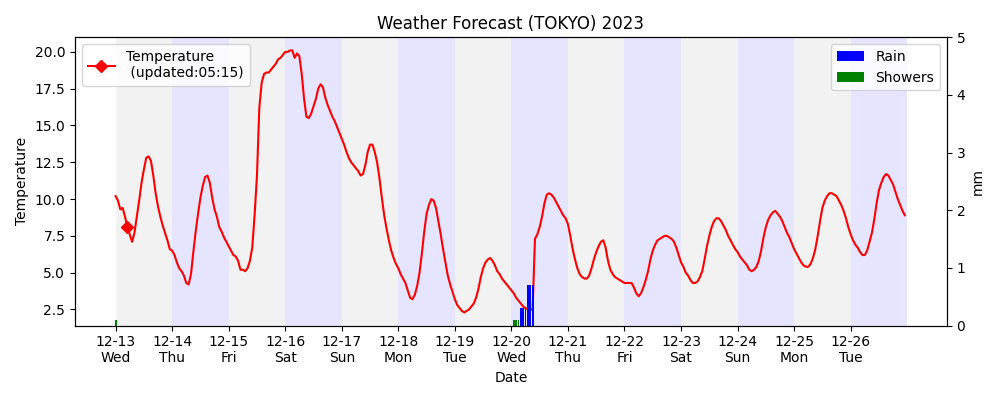 Weather Forecast (TOKYO) 2023
Temperature
(updated:05:15)
Rain
Showers
20.0
17.5
15.0
12.5
10.0
7.5
5.0
2.5
Temperature
5
4
3
2
1
0
mm
12-13 12-14 12-15 12-16 12-17 12-18 12-19 12-20 12-21 12-22 12-23 12-24 12-25 12-26
Wed Thu Fri Sat Sun Mon Tue Wed Thu Fri Sat Sun Mon Tue
Date